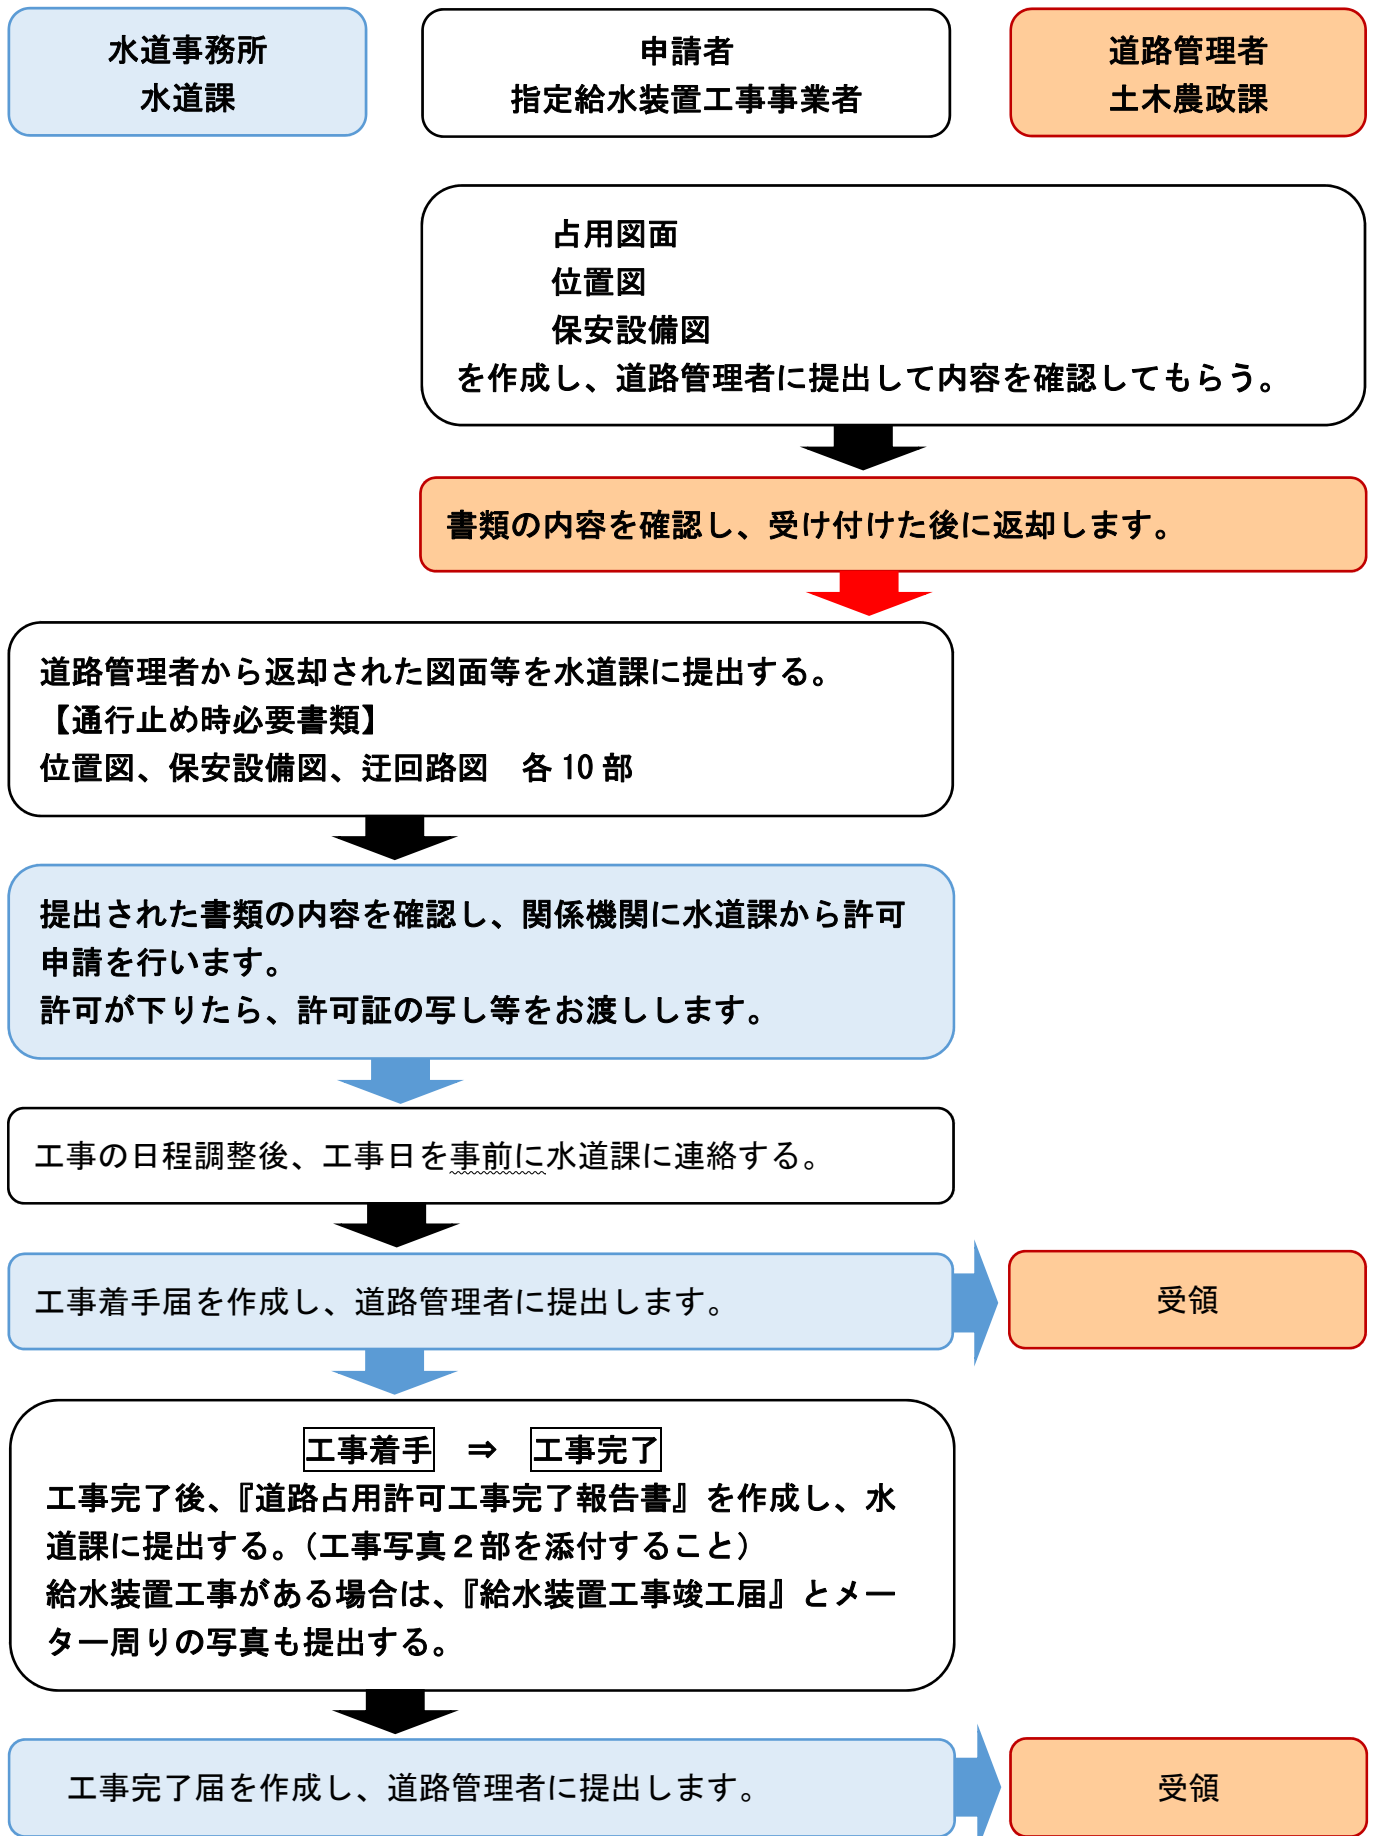 水道事務所
水道課
申請者
指定給水装置工事事業者
道路管理者
土木農政課
占用図面
位置図
保安設備図
を作成し、道路管理者に提出して内容を確認してもらう。
書類の内容を確認し、受け付けた後に返却します。
道路管理者から返却された図面等を水道課に提出する。
【通行止め時必要書類】
位置図、保安設備図、迂回路図　各10部
提出された書類の内容を確認し、関係機関に水道課から許可
申請を行います。
許可が下りたら、許可証の写し等をお渡しします。
工事の日程調整後、工事日を事前に水道課に連絡する。
工事着手届を作成し、道路管理者に提出します。
受領
工事着手　⇒　工事完了
工事完了後、『道路占用許可工事完了報告書』を作成し、水
道課に提出する。（工事写真２部を添付すること）
給水装置工事がある場合は、『給水装置工事竣工届』とメー
ター周りの写真も提出する。
工事完了届を作成し、道路管理者に提出します。
受領